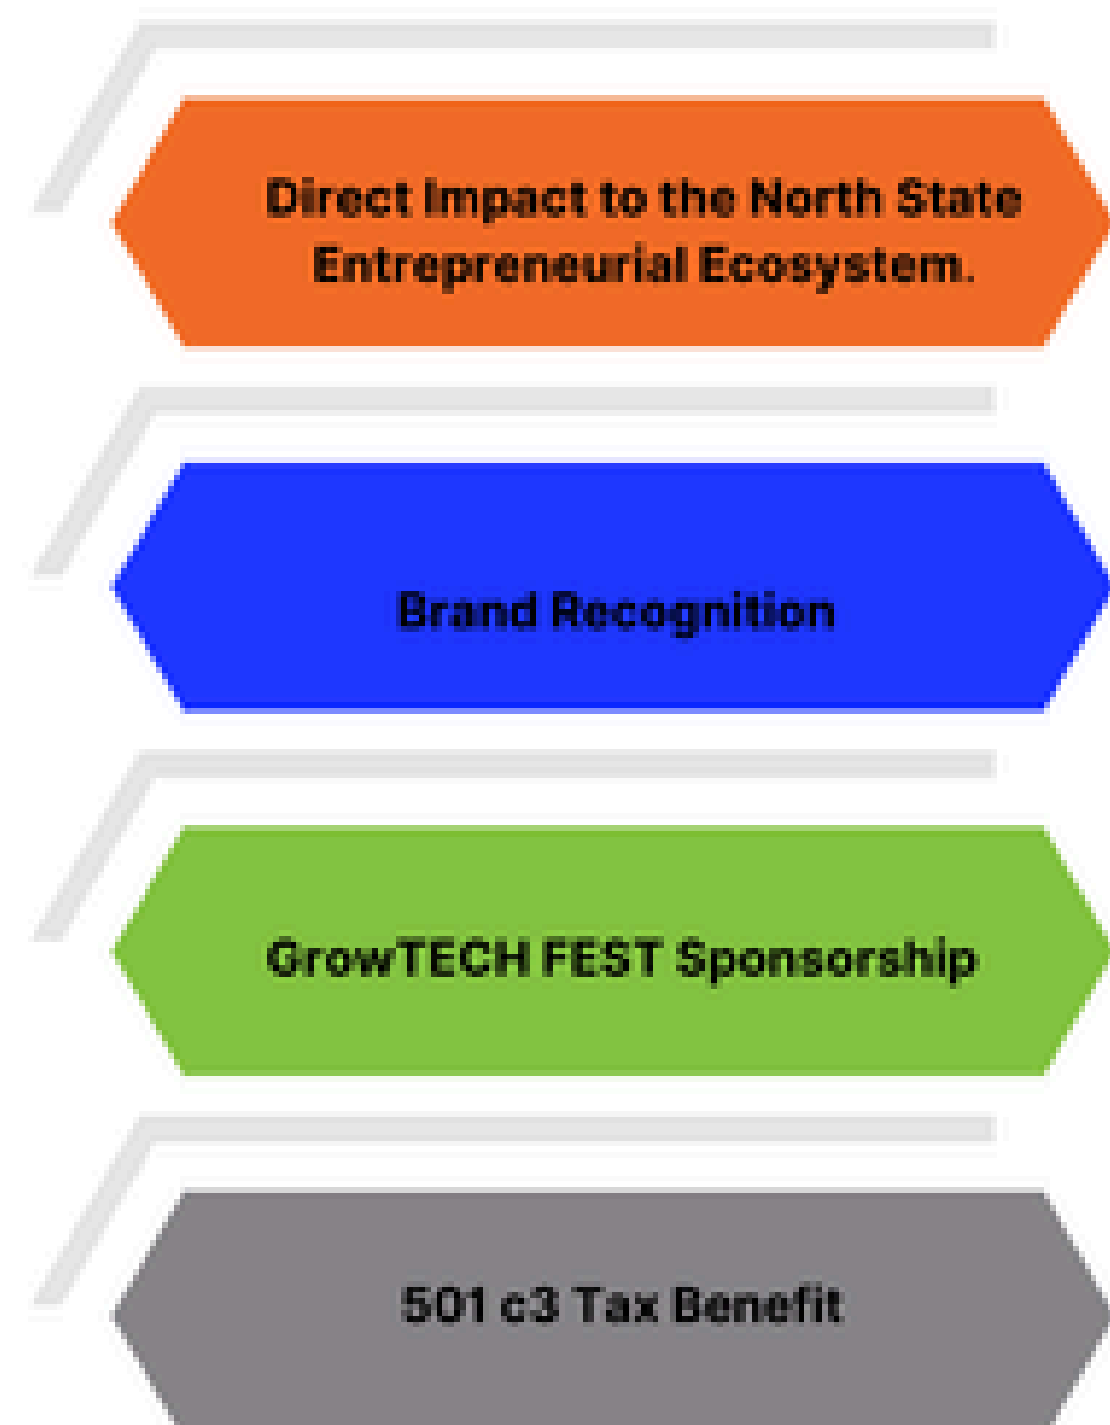 Direct Impact to the North State
Entrepreneurial Ecosystem.
Brand Recognition
GrowTECH FEST Sponsorship
501 c3 Tax Benefit